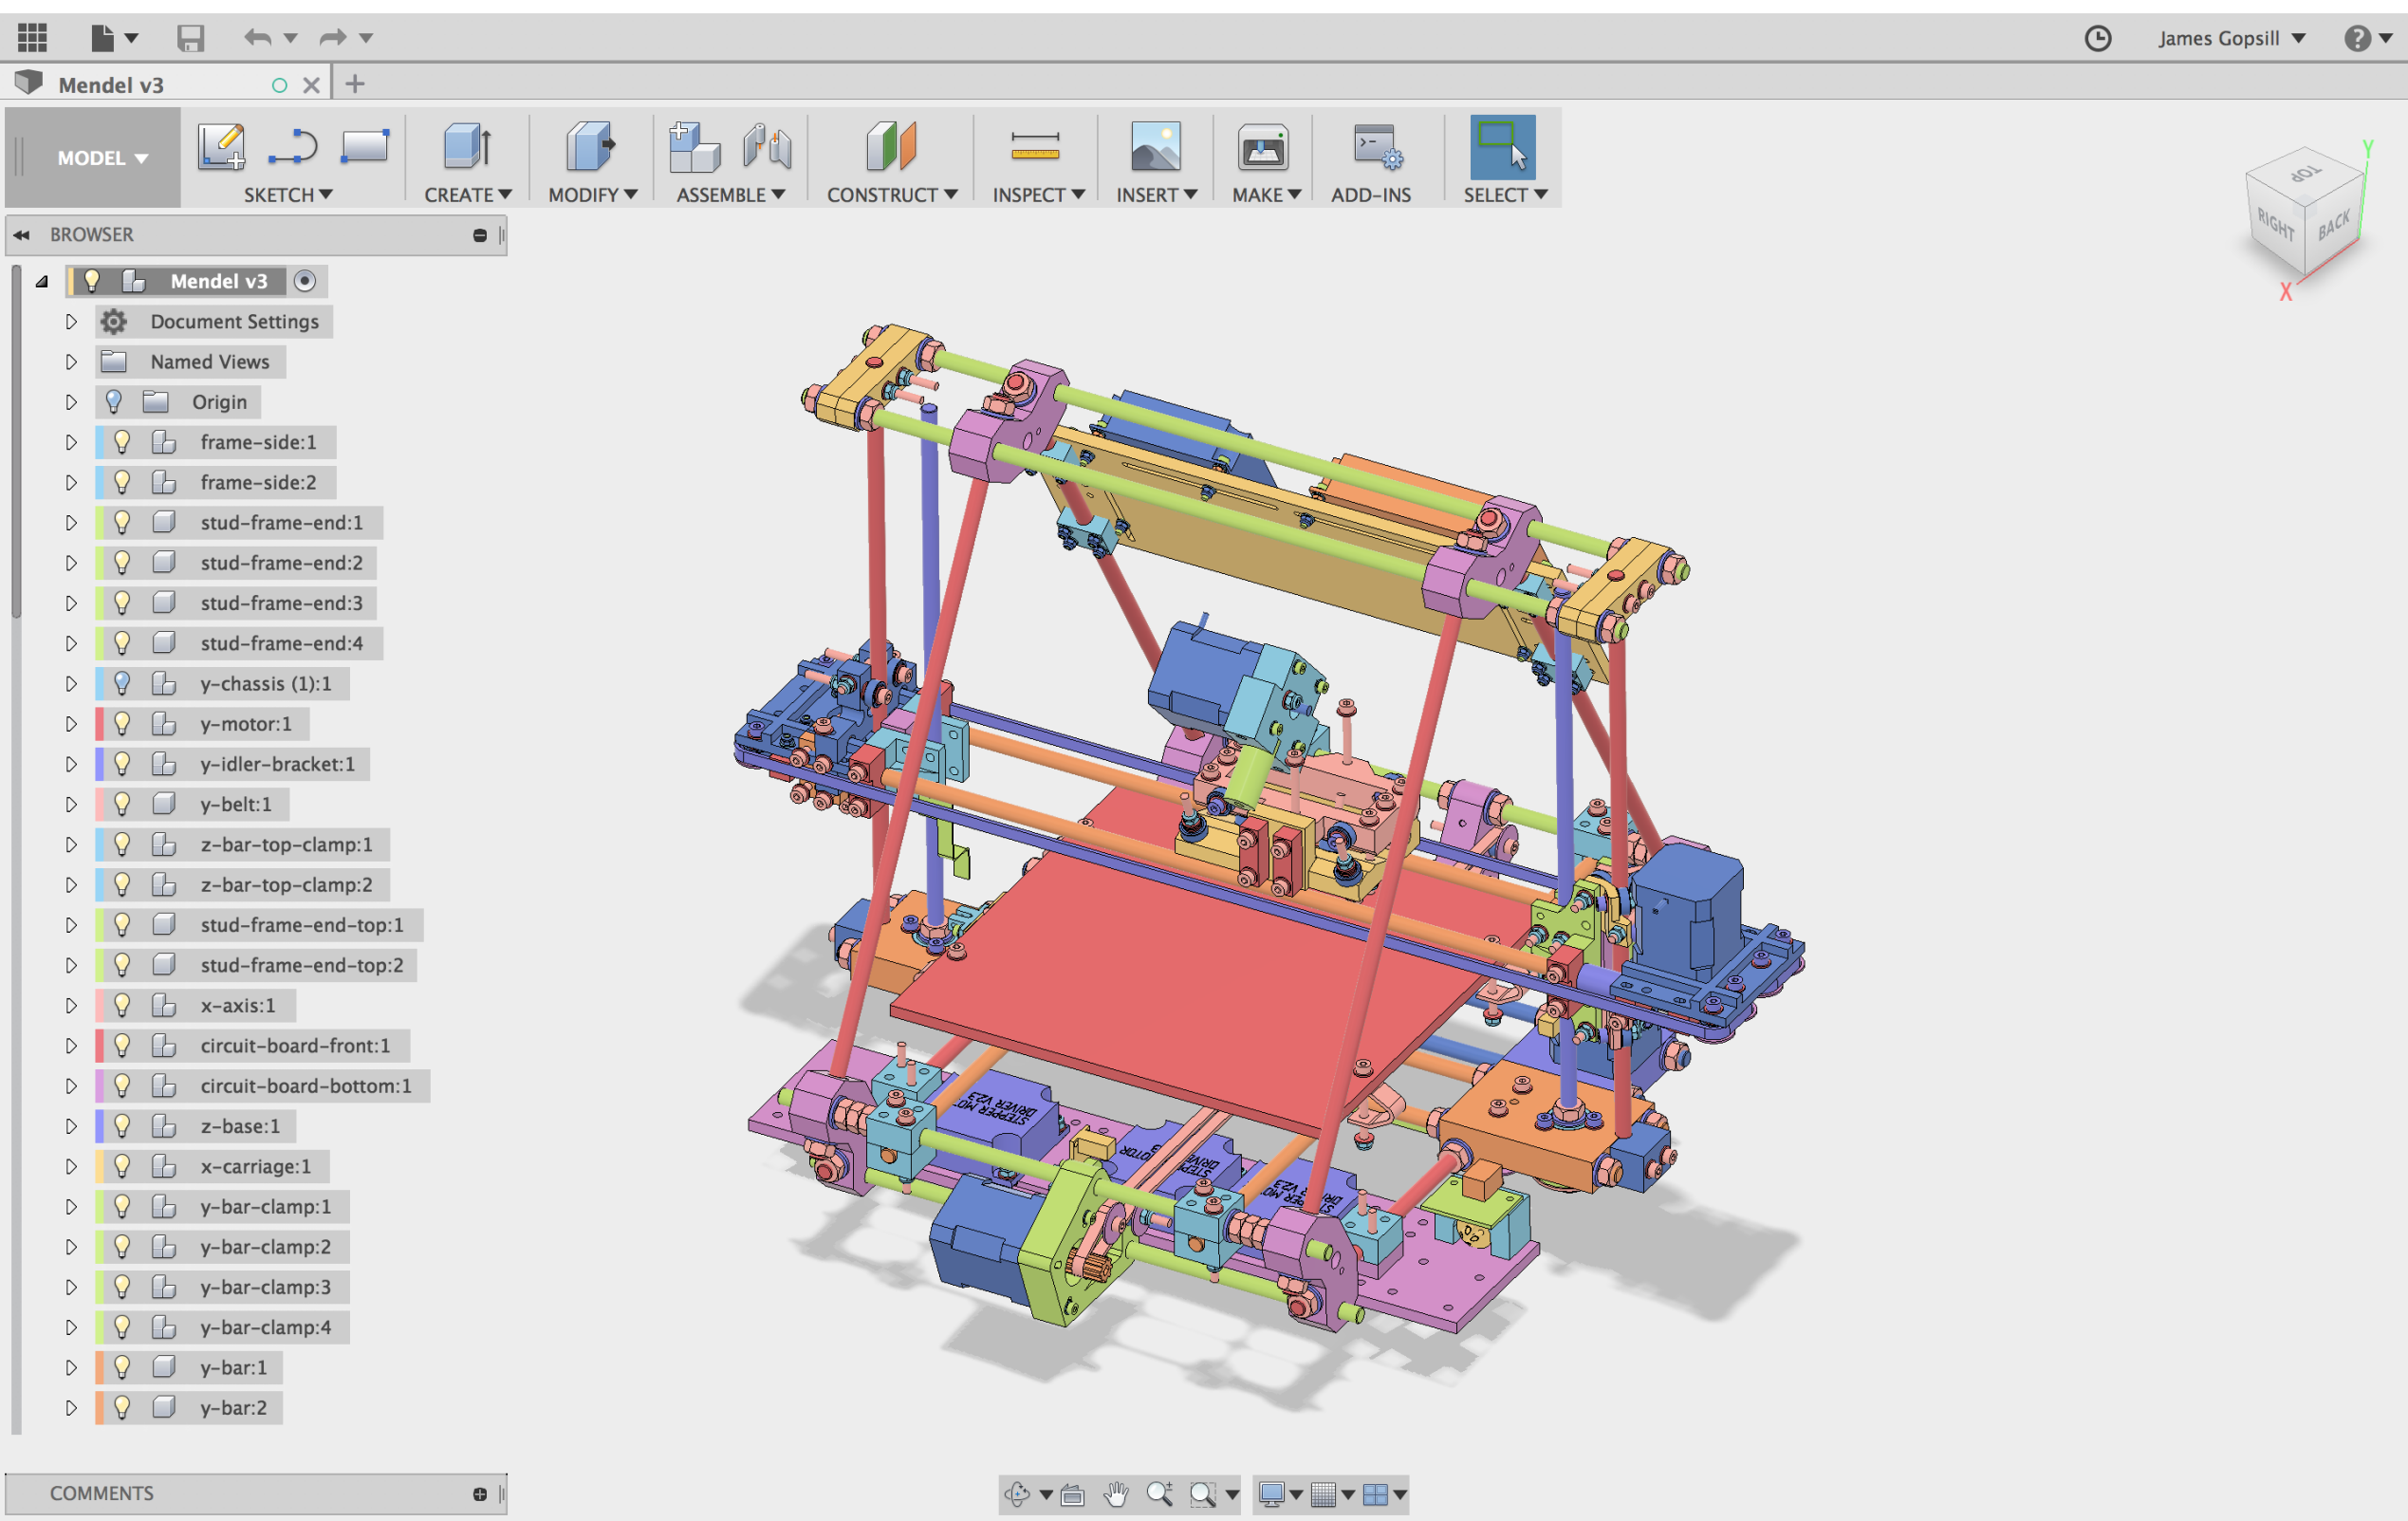 James Gopsill
Mendel v3
MODEL
SKETCH
CREATE
MODIFY
ASSEMBLE
CONSTRUCT
INSPECT
INSERT
MAKE
ADD-INS
SELECT
TOP
RIGHT
BACK
Y
X
BROWSER
Mendel v3
Document Settings
Named Views
Origin
frame-side:1
frame-side:2
stud-frame-end:1
stud-frame-end:2
stud-frame-end:3
stud-frame-end:4
y-chassis (1):1
y-motor:1
y-idler-bracket:1
y-belt:1
z-bar-top-clamp:1
z-bar-top-clamp:2
stud-frame-end-top:1
stud-frame-end-top:2
x-axis:1
circuit-board-front:1
circuit-board-bottom:1
z-base:1
x-carriage:1
y-bar-clamp:1
y-bar-clamp:2
y-bar-clamp:3
y-bar-clamp:4
y-bar:1
y-bar:2
STEPPER MO
DRIVER V2.3
COMMENTS